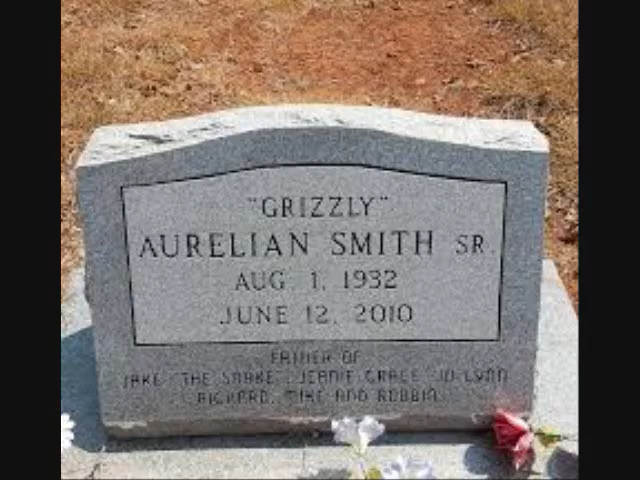 "GRIZZLY"
AURELIAN SMITH SR.
AUG. 1, 1932
JUNE 12, 2010
FATHER OF
JAKE "THE SNAKE", JEANIE GRACE, JO LYNN
RICHARD, MIKE AND ROBBIN